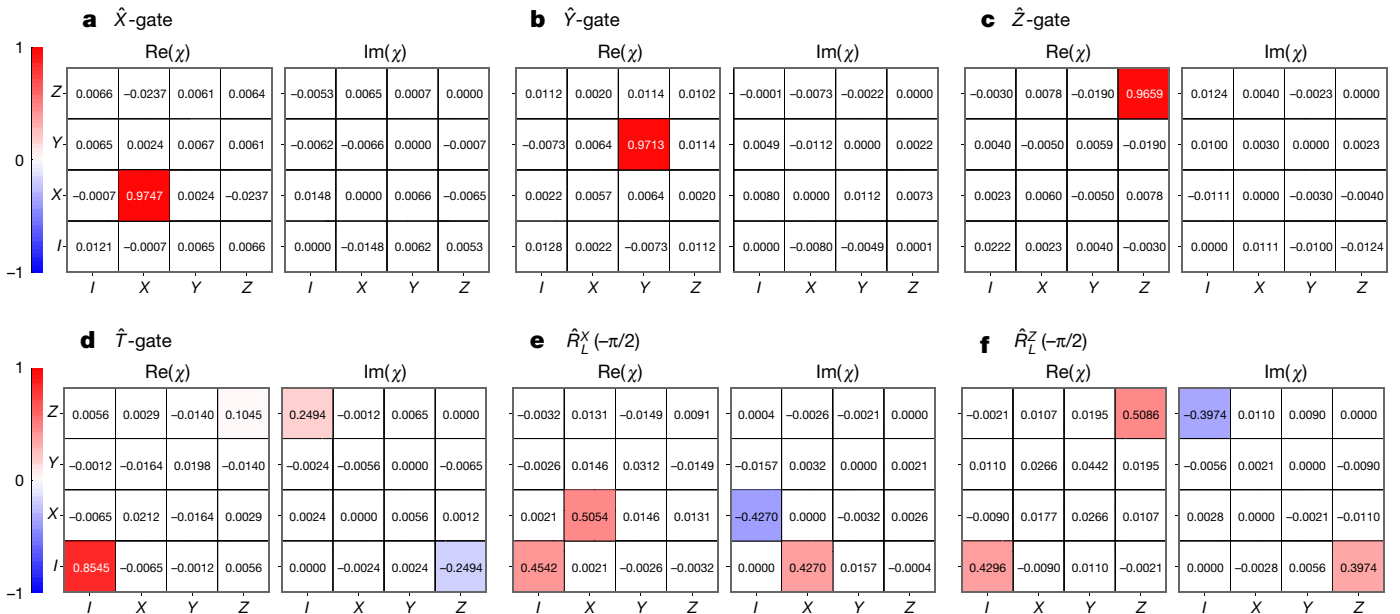 a X̂-gate b Ŷ-gate c Ẑ-gate
Re(χ) Im(χ) Re(χ) Im(χ) Re(χ) Im(χ)
1
Z 0.0066 −0.0237 0.0061 0.0064 −0.0053 0.0065 0.0007 0.0000 0.0112 0.0020 0.0114 0.0102 −0.0001 −0.0073 −0.0022 0.0000 −0.0030 0.0078 −0.0190 0.9659 0.0124 0.0040 −0.0023 0.0000
Y 0.0065 0.0024 0.0067 0.0061 −0.0062 −0.0066 0.0000 −0.0007 −0.0073 0.0064 0.9713 0.0114 0.0049 −0.0112 0.0000 0.0022 0.0040 −0.0050 0.0059 −0.0190 0.0100 0.0030 0.0000 0.0023
0
X −0.0007 0.9747 0.0024 −0.0237 0.0148 0.0000 0.0066 −0.0065 0.0022 0.0057 0.0064 0.0020 0.0080 0.0000 0.0112 0.0073 0.0023 0.0060 −0.0050 0.0078 −0.0111 0.0000 −0.0030 −0.0040
I 0.0121 −0.0007 0.0065 0.0066 0.0000 −0.0148 0.0062 0.0053 0.0128 0.0022 −0.0073 0.0112 0.0000 −0.0080 −0.0049 0.0001 0.0222 0.0023 0.0040 −0.0030 0.0000 0.0111 −0.0100 −0.0124
−1
I X Y Z I X Y Z I X Y Z I X Y Z I X Y Z I X Y Z
d T̂-gate e R̂_L^X (−π/2) f R̂_L^Z (−π/2)
Re(χ) Im(χ) Re(χ) Im(χ) Re(χ) Im(χ)
1
Z 0.0056 0.0029 −0.0140 0.1045 0.2494 −0.0012 0.0065 0.0000 −0.0032 0.0131 −0.0149 0.0091 0.0004 −0.0026 −0.0021 0.0000 −0.0021 0.0107 0.0195 0.5086 −0.3974 0.0110 0.0090 0.0000
Y −0.0012 −0.0164 0.0198 −0.0140 −0.0024 −0.0056 0.0000 −0.0065 −0.0026 0.0146 0.0312 −0.0149 −0.0157 0.0032 0.0000 0.0021 0.0110 0.0266 0.0442 0.0195 −0.0056 0.0021 0.0000 −0.0090
0
X −0.0065 0.0212 −0.0164 0.0029 0.0024 0.0000 0.0056 0.0012 0.0021 0.5054 0.0146 0.0131 −0.4270 0.0000 −0.0032 0.0026 −0.0090 0.0177 0.0266 0.0107 0.0028 0.0000 −0.0021 −0.0110
I 0.8545 −0.0065 −0.0012 0.0056 0.0000 −0.0024 0.0024 −0.2494 0.4542 0.0021 −0.0026 −0.0032 0.0000 0.4270 0.0157 −0.0004 0.4296 −0.0090 0.0110 −0.0021 0.0000 −0.0028 0.0056 0.3974
−1
I X Y Z I X Y Z I X Y Z I X Y Z I X Y Z I X Y Z